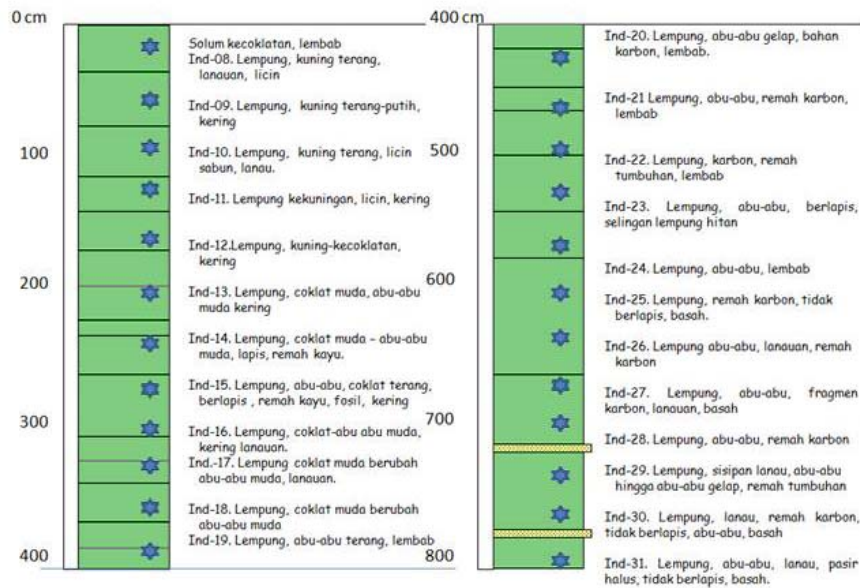 0 cm
100
200
300
400
Solum kecoklatan, lembab
Ind-08. Lempung, kuning terang,
lanauan, licin
Ind-09. Lempung, kuning terang-putih,
kering
Ind-10. Lempung, kuning terang, licin
sabun, lanau.
Ind-11. Lempung kekuningan, licin, kering
Ind-12.Lempung, kuning-kecoklatan,
kering
Ind-13. Lempung, coklat muda, abu-abu
muda kering
Ind-14. Lempung, coklat muda – abu-abu
muda, lapis, remah kayu.
Ind-15. Lempung, abu-abu, coklat terang,
berlapis , remah kayu, fosil, kering
Ind-16. Lempung, coklat-abu abu muda,
kering lanauan.
Ind.-17. Lempung coklat muda berubah
abu-abu muda, lanauan.
Ind-18. Lempung, coklat muda berubah
abu-abu muda
Ind-19. Lempung, abu-abu terang, lembab
400 cm
500
600
700
800
Ind-20. Lempung, abu-abu gelap, bahan
karbon, lembab.
Ind-21 Lempung, abu-abu, remah karbon,
lembab
Ind-22. Lempung, karbon, remah
tumbuhan, lembab
Ind-23. Lempung, abu-abu, berlapis,
selingan lempung hitan
Ind-24. Lempung, abu-abu, lembab
Ind-25. Lempung, remah karbon, tidak
berlapis, basah.
Ind-26. Lempung abu-abu, lanauan, remah
karbon
Ind-27. Lempung, abu-abu, fragmen
karbon, lanauan, basah
Ind-28. Lempung, abu-abu, remah karbon
Ind-29. Lempung, sisipan lanau, abu-abu
hingga abu-abu gelap, remah tumbuhan
Ind-30. Lempung, lanau, remah karbon,
tidak berlapis, abu-abu, basah
Ind-31. Lempung, abu-abu, lanau, pasir
halus, tidak berlapis, basah.